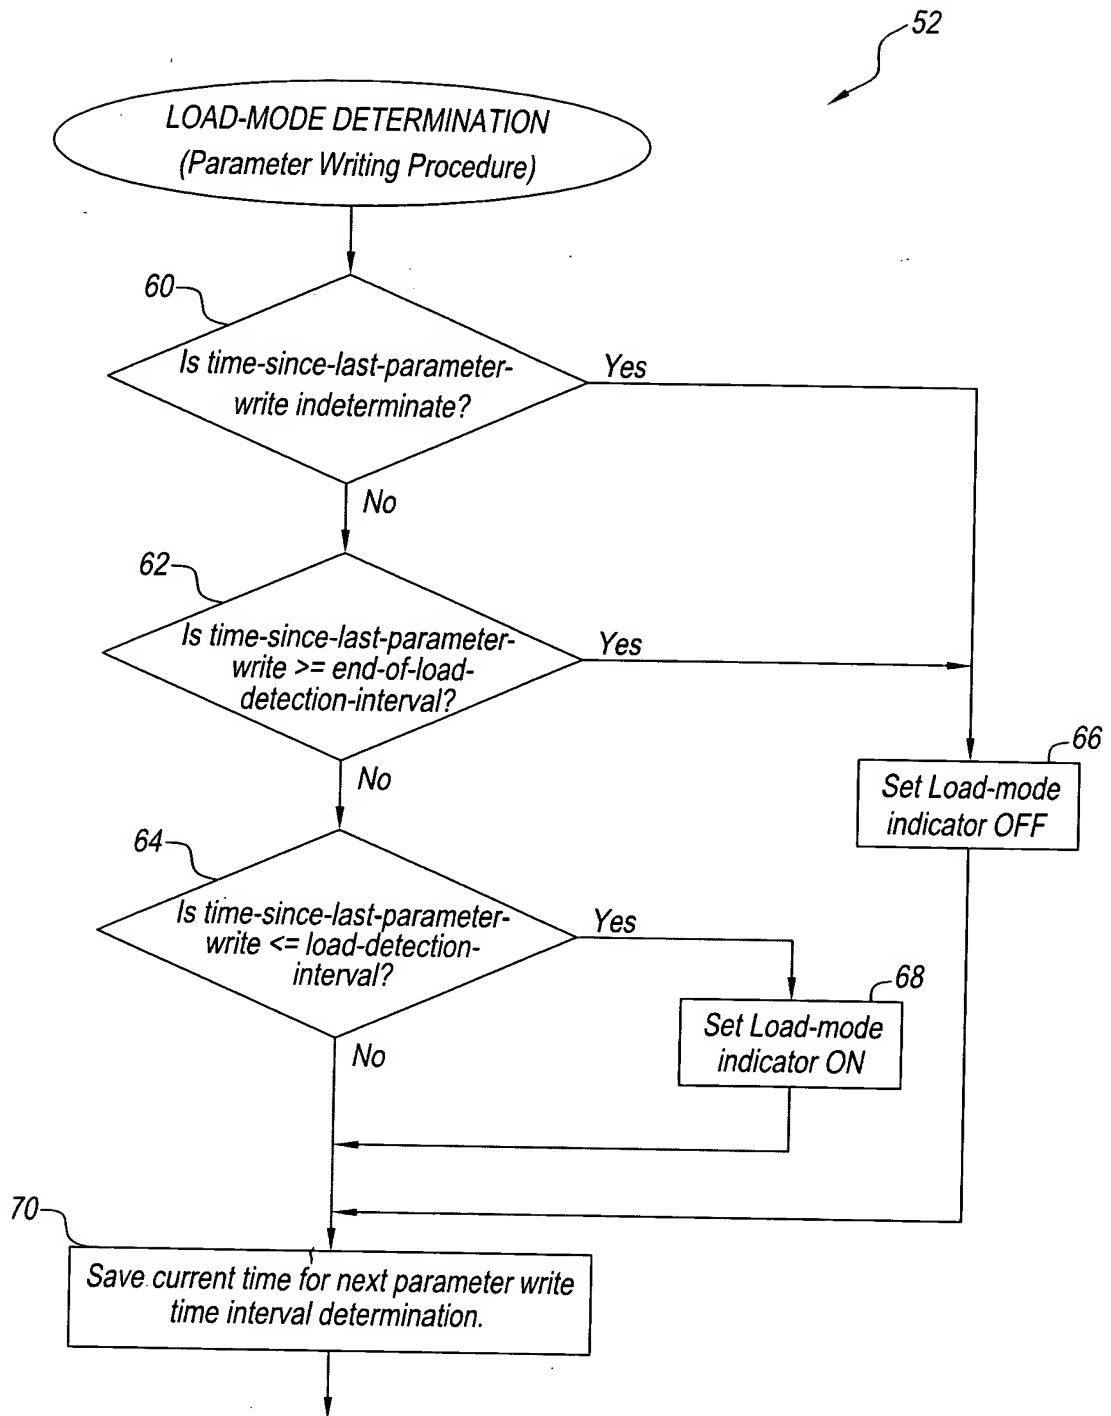 52
LOAD-MODE DETERMINATION
(Parameter Writing Procedure)
60
Is time-since-last-parameter-
write indeterminate?
Yes
No
62
Is time-since-last-parameter-
write >= end-of-load-
detection-interval?
Yes
No
66
Set Load-mode
indicator OFF
64
Is time-since-last-parameter-
write <= load-detection-
interval?
Yes
No
68
Set Load-mode
indicator ON
70
Save current time for next parameter write
time interval determination.